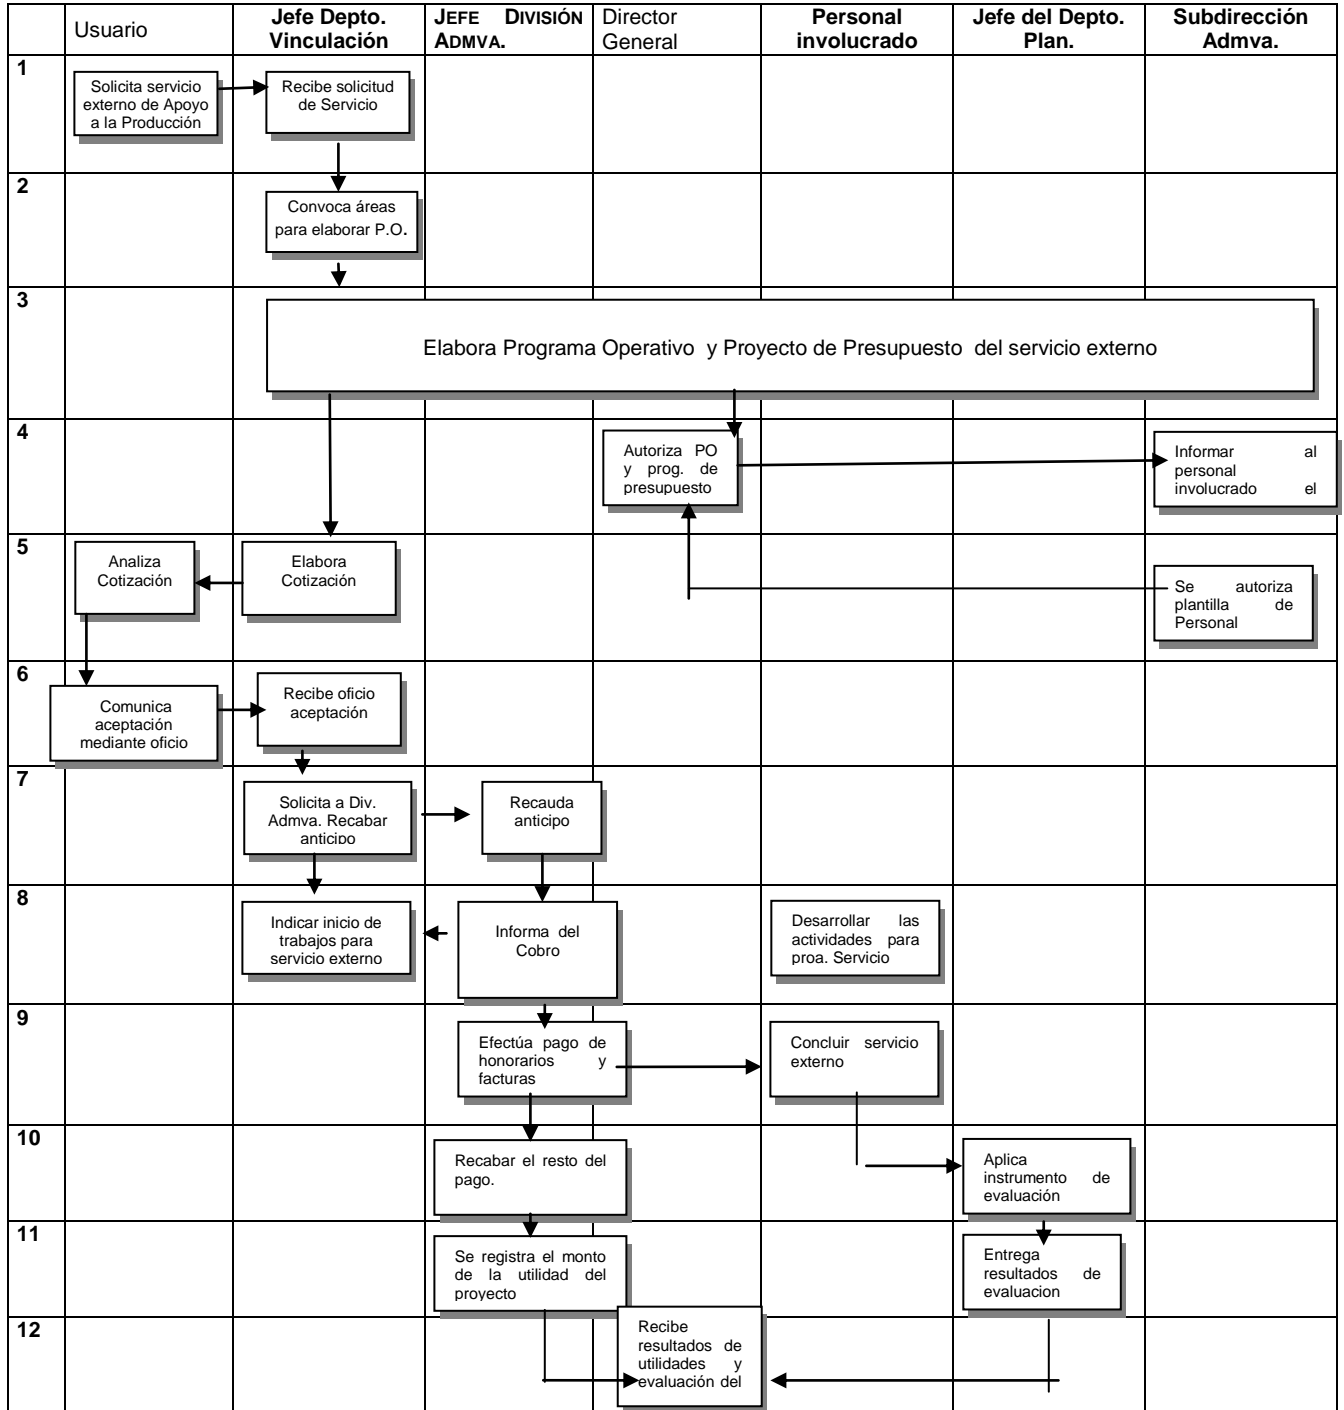 Usuario
Jefe Depto.
Vinculación
JEFE DIVISIÓN
ADMVA.
Director
General
Personal
involucrado
Jefe del Depto.
Plan.
Subdirección
Admva.
1
Solicita servicio
externo de Apoyo
a la Producción
Recibe solicitud
de Servicio
2
Convoca áreas
para elaborar P.O.
3
Elabora Programa Operativo y Proyecto de Presupuesto del servicio externo
4
Autoriza PO
y prog. de
presupuesto
Informar al
personal
involucrado el
5
Analiza
Cotización
Elabora
Cotización
Se autoriza
plantilla de
Personal
6
Comunica
aceptación
mediante oficio
Recibe oficio
aceptación
7
Solicita a Div.
Admva. Recabar
anticipo
Recauda
anticipo
8
Indicar inicio de
trabajos para
servicio externo
Informa del
Cobro
Desarrollar las
actividades para
proa. Servicio
9
Efectúa pago de
honorarios y
facturas
Concluir servicio
externo
10
Recabar el resto del
pago.
Aplica
instrumento de
evaluación
11
Se registra el monto
de la utilidad del
proyecto
Entrega
resultados de
evaluacion
12
Recibe
resultados de
utilidades y
evaluación del